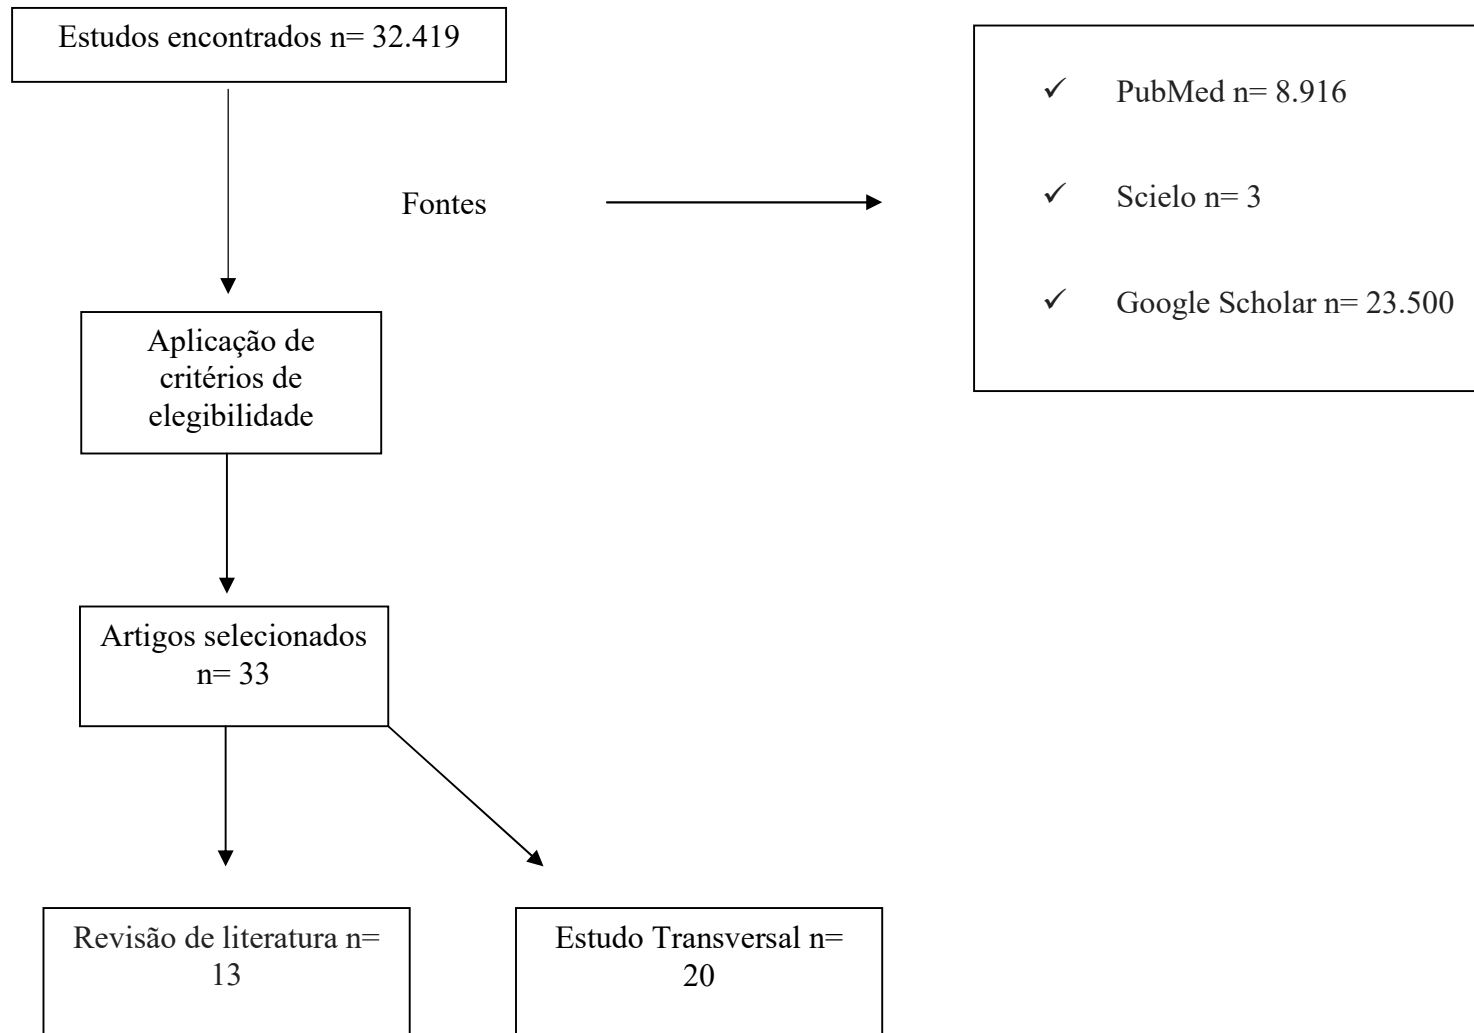 Estudos encontrados n= 32.419
✓ PubMed n= 8.916
✓ Scielo n= 3
✓ Google Scholar n= 23.500
Fontes
Aplicação de
critérios de
elegibilidade
Artigos selecionados
n= 33
Revisão de literatura n=
13
Estudo Transversal n=
20